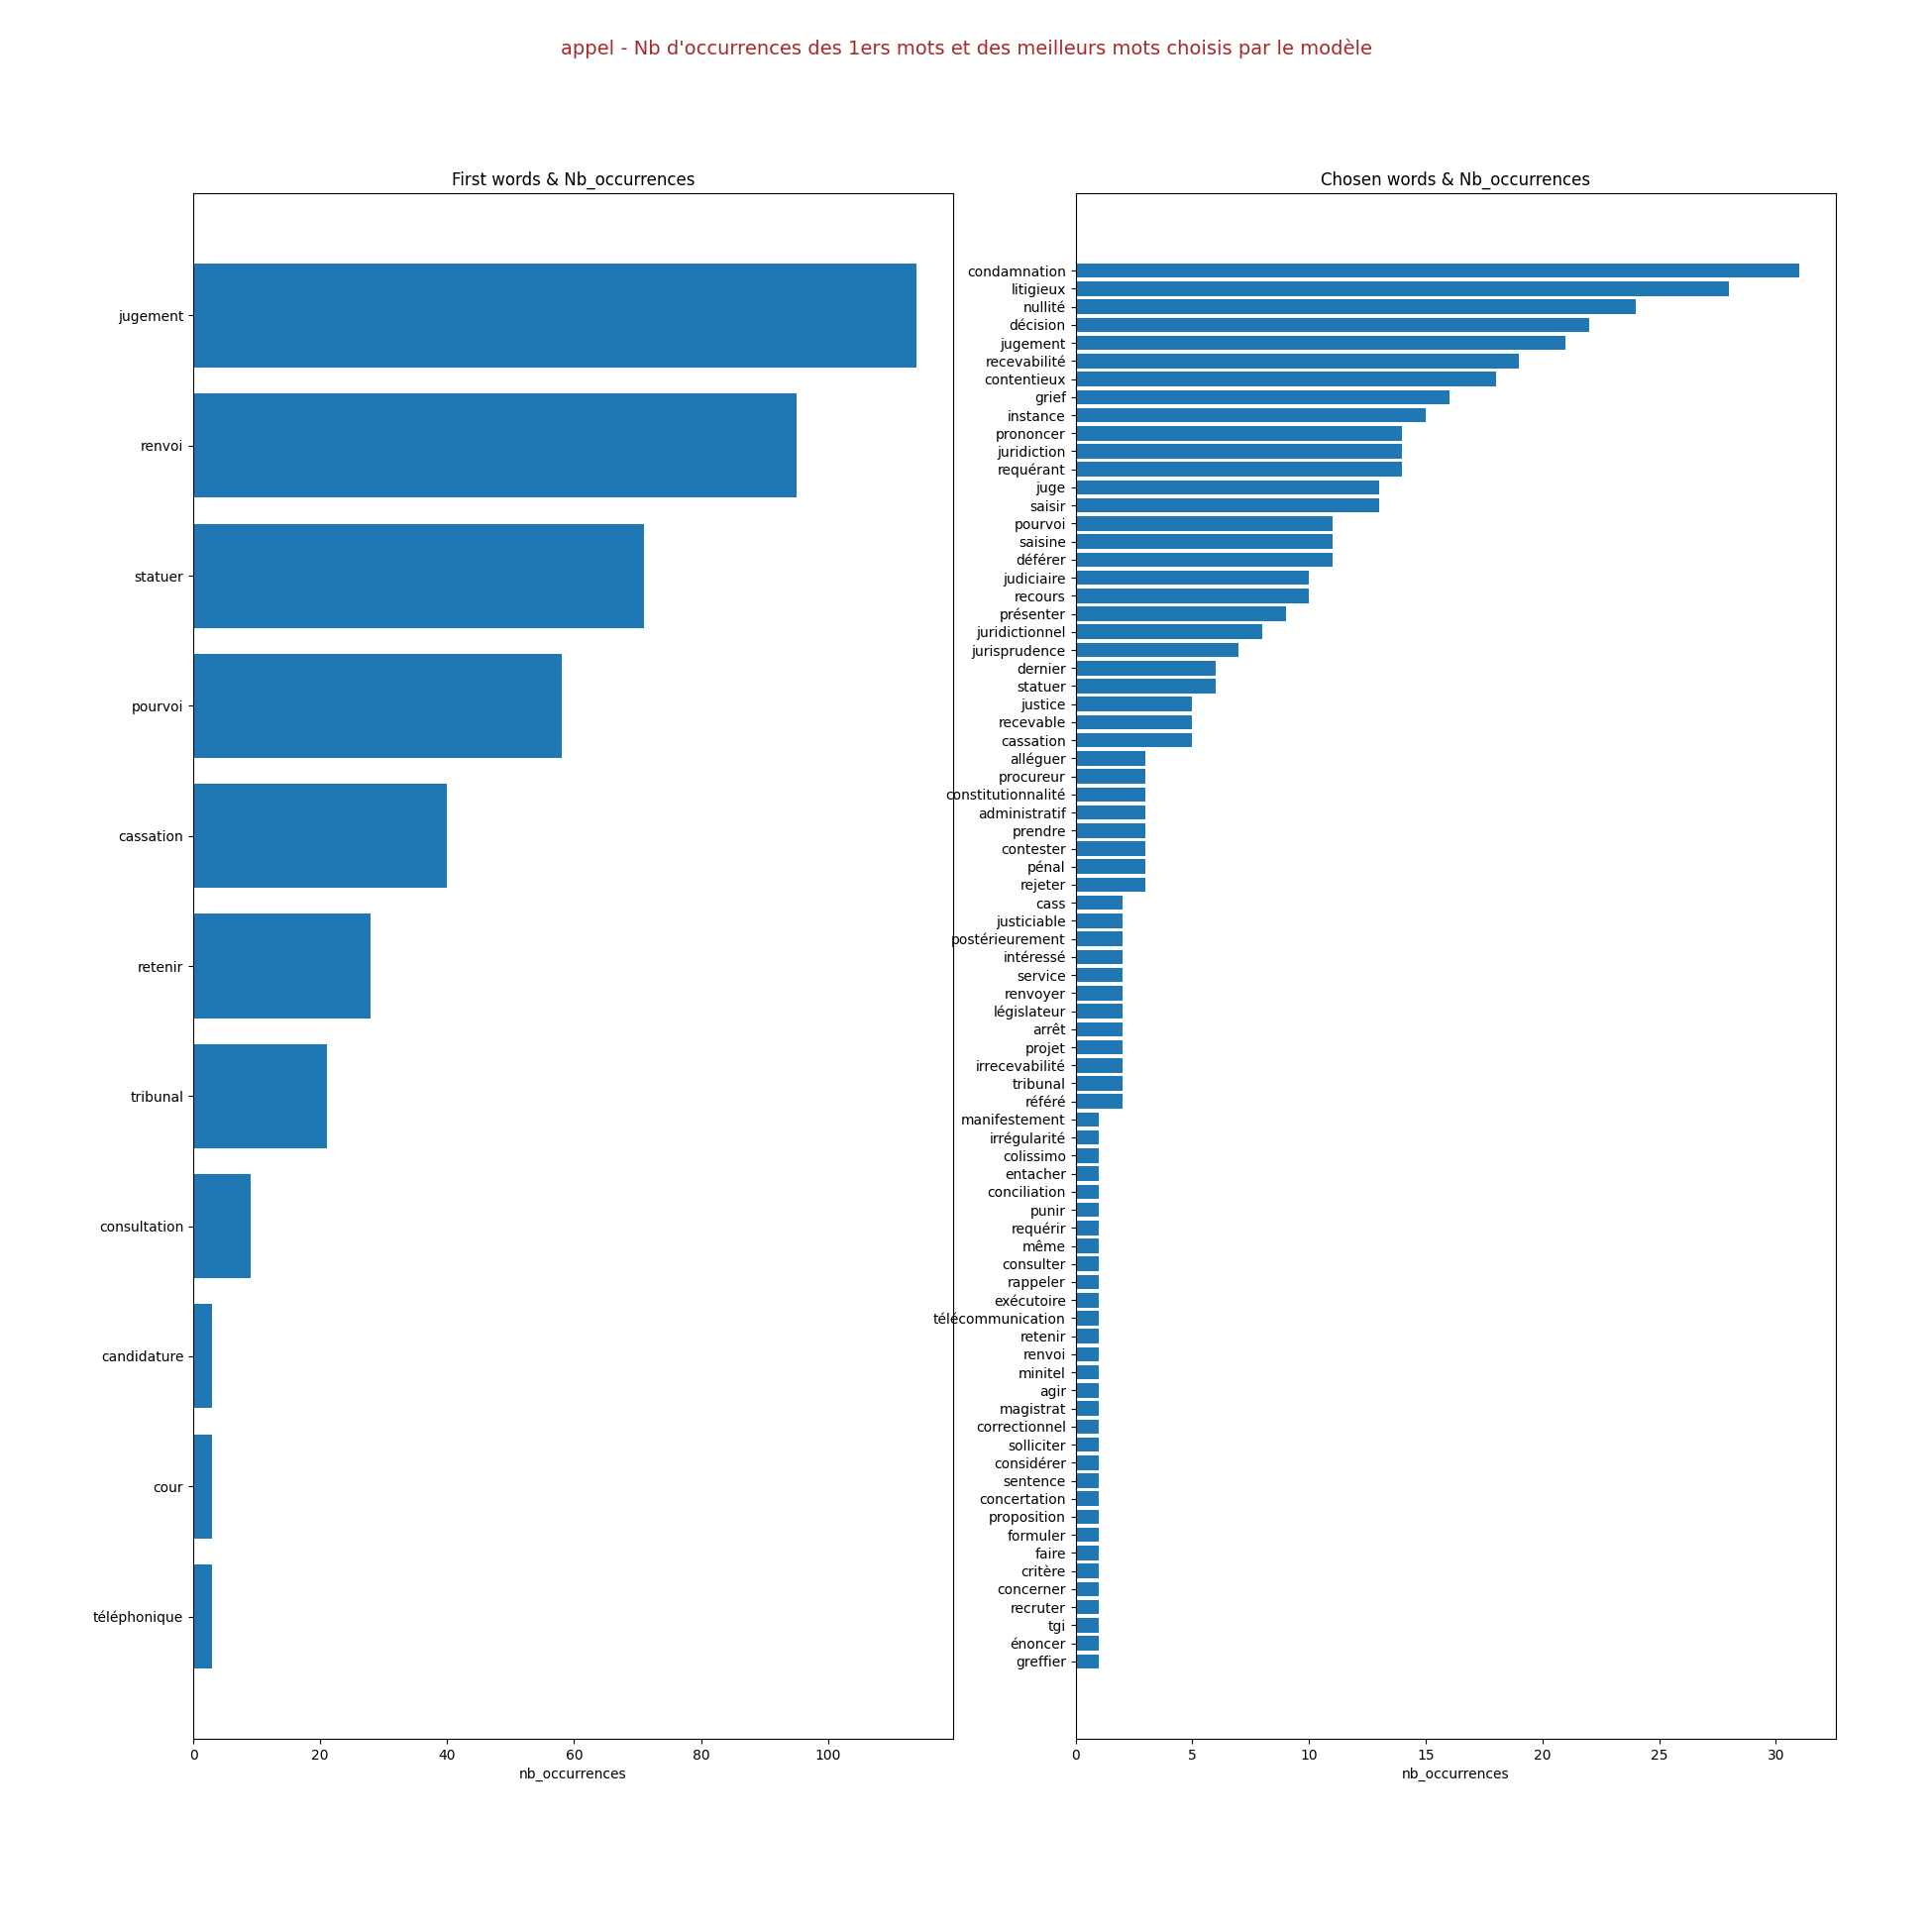 appel - Nb d'occurrences des 1ers mots et des meilleurs mots choisis par le modèle
First words & Nb_occurrences
jugement
renvoi
statuer
pourvoi
cassation
retenir
tribunal
consultation
candidature
cour
téléphonique
0 20 40 60 80 100
nb_occurrences
Chosen words & Nb_occurrences
condamnation
litigieux
nullité
décision
jugement
recevabilité
contentieux
grief
instance
prononcer
juridiction
requérant
juge
saisir
pourvoi
saisine
déférer
judiciaire
recours
présenter
juridictionnel
jurisprudence
dernier
statuer
justice
recevable
cassation
alléguer
procureur
constitutionnalité
administratif
prendre
contester
pénal
rejeter
cass
justiciable
postérieurement
intéressé
service
renvoyer
législateur
arrêt
projet
irrecevabilité
tribunal
référé
manifestement
irrégularité
colissimo
entacher
conciliation
punir
requérir
même
consulter
rappeler
exécutoire
télécommunication
retenir
renvoi
minitel
agir
magistrat
correctionnel
solliciter
considérer
sentence
concertation
proposition
formuler
faire
critère
concerner
recruter
tgi
énoncer
greffier
0 5 10 15 20 25 30
nb_occurrences